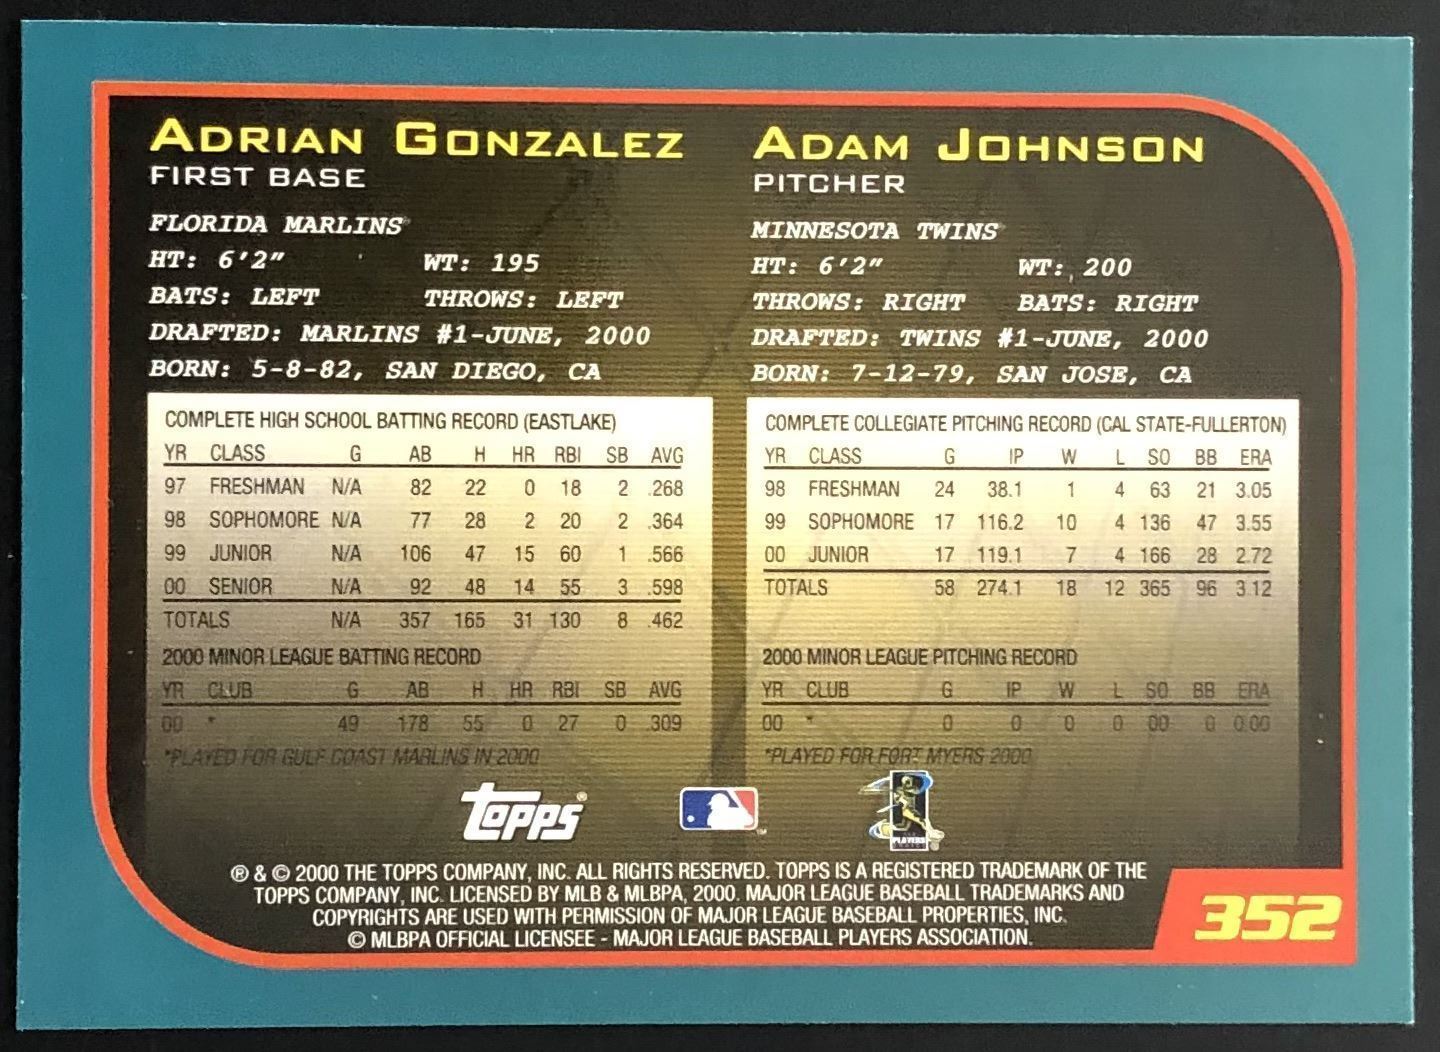 ADRIAN GONZALEZ
FIRST BASE
FLORIDA MARLINS
HT: 6'2" WT: 195
BATS: LEFT THROWS: LEFT
DRAFTED: MARLINS #1-JUNE, 2000
BORN: 5-8-82, SAN DIEGO, CA
COMPLETE HIGH SCHOOL BATTING RECORD (EASTLAKE)
YR CLASS G AB H HR RBI SB AVG
97 FRESHMAN N/A 82 22 0 18 2 .268
98 SOPHOMORE N/A 77 28 2 20 2 .364
99 JUNIOR N/A 106 47 15 60 1 .566
00 SENIOR N/A 92 48 14 55 3 .598
TOTALS N/A 357 165 31 130 8 .462
2000 MINOR LEAGUE BATTING RECORD
YR CLUB G AB H HR RBI SB AVG
00 * 49 178 55 0 27 0 .309
*PLAYED FOR GULF COAST MARLINS IN 2000
ADAM JOHNSON
PITCHER
MINNESOTA TWINS
HT: 6'2" WT: 200
THROWS: RIGHT BATS: RIGHT
DRAFTED: TWINS #1-JUNE, 2000
BORN: 7-12-79, SAN JOSE, CA
COMPLETE COLLEGIATE PITCHING RECORD (CAL STATE-FULLERTON)
YR CLASS G IP W L SO BB ERA
98 FRESHMAN 24 38.1 1 4 63 21 3.05
99 SOPHOMORE 17 116.2 10 4 136 47 3.55
00 JUNIOR 17 119.1 7 4 166 28 2.72
TOTALS 58 274.1 18 12 365 96 3.12
2000 MINOR LEAGUE PITCHING RECORD
YR CLUB G IP W L SO BB ERA
00 * 0 0 0 0 00 0 0.00
*PLAYED FOR FORT MYERS 2000
Topps®
™
PLAYERS
® & © 2000 THE TOPPS COMPANY, INC. ALL RIGHTS RESERVED. TOPPS IS A REGISTERED TRADEMARK OF THE
TOPPS COMPANY, INC. LICENSED BY MLB & MLBPA, 2000. MAJOR LEAGUE BASEBALL TRADEMARKS AND
COPYRIGHTS ARE USED WITH PERMISSION OF MAJOR LEAGUE BASEBALL PROPERTIES, INC.
© MLBPA OFFICIAL LICENSEE - MAJOR LEAGUE BASEBALL PLAYERS ASSOCIATION.
352